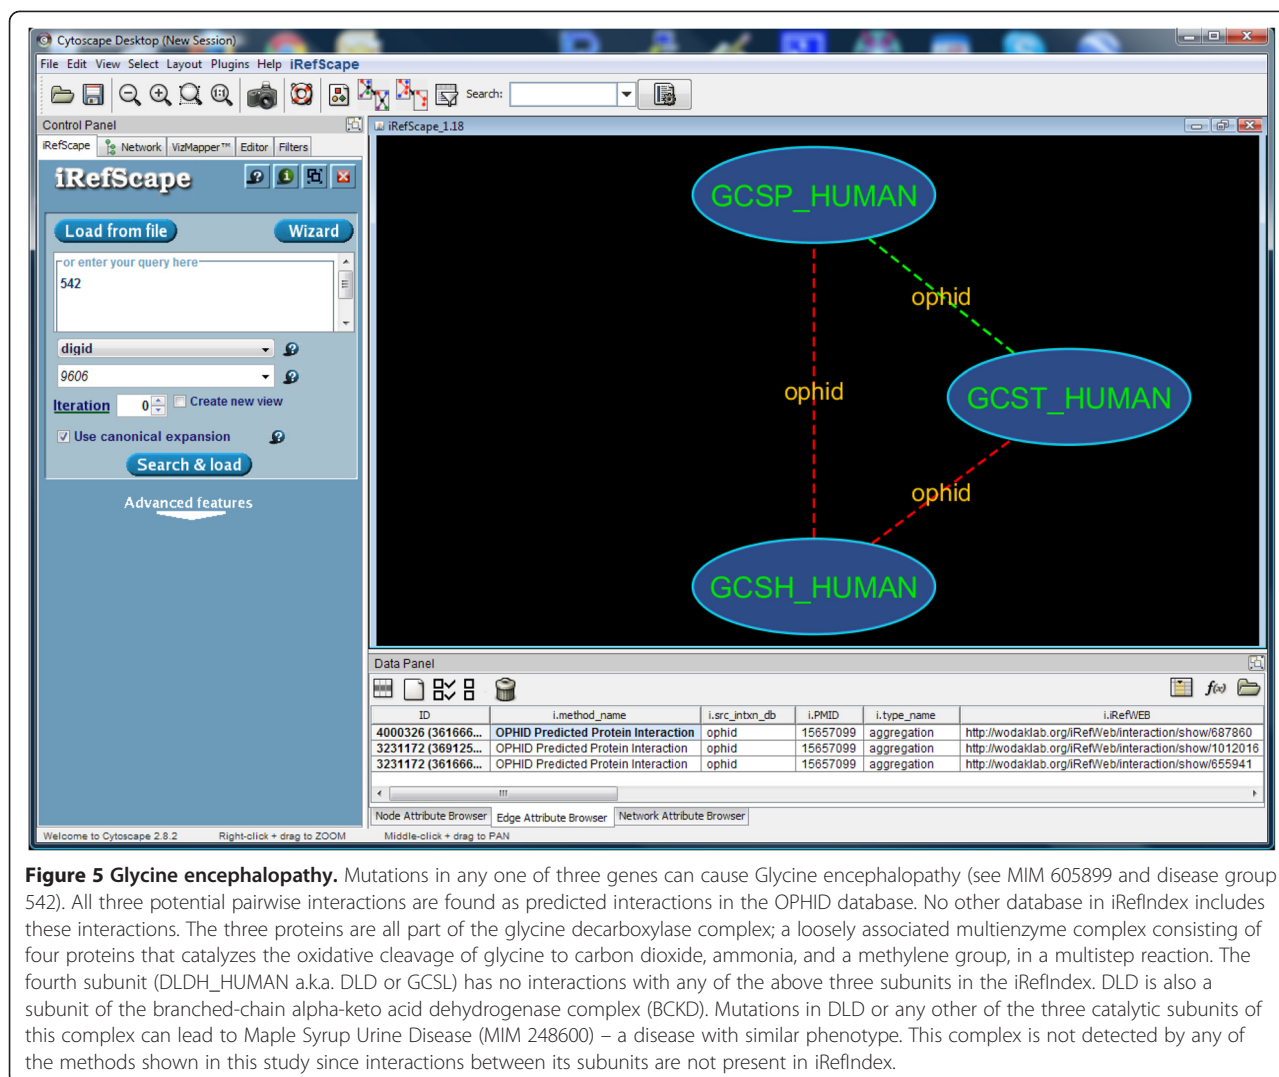 Cytoscape Desktop (New Session)
File Edit View Select Layout Plugins Help iRefScape
Search:
Control Panel
iRefScape Network VizMapper™ Editor Filters
iRefScape
Load from file Wizard
or enter your query here
542
digid
9606
Iteration 0 Create new view
Use canonical expansion
Search & load
Advanced features
iRefScape_1.18
GCSP_HUMAN
ophid
ophid
GCST_HUMAN
ophid
GCSH_HUMAN
Data Panel
f(x)
ID i.method_name i.src_intxn_db i.PMID i.type_name i.iRefWEB
4000326 (361666... OPHID Predicted Protein Interaction ophid 15657099 aggregation http://wodaklab.org/iRefWeb/interaction/show/687860
3231172 (369125... OPHID Predicted Protein Interaction ophid 15657099 aggregation http://wodaklab.org/iRefWeb/interaction/show/1012016
3231172 (361666... OPHID Predicted Protein Interaction ophid 15657099 aggregation http://wodaklab.org/iRefWeb/interaction/show/655941
Node Attribute Browser Edge Attribute Browser Network Attribute Browser
Welcome to Cytoscape 2.8.2 Right-click + drag to ZOOM Middle-click + drag to PAN
Figure 5 Glycine encephalopathy. Mutations in any one of three genes can cause Glycine encephalopathy (see MIM 605899 and disease group
542). All three potential pairwise interactions are found as predicted interactions in the OPHID database. No other database in iRefIndex includes
these interactions. The three proteins are all part of the glycine decarboxylase complex; a loosely associated multienzyme complex consisting of
four proteins that catalyzes the oxidative cleavage of glycine to carbon dioxide, ammonia, and a methylene group, in a multistep reaction. The
fourth subunit (DLDH_HUMAN a.k.a. DLD or GCSL) has no interactions with any of the above three subunits in the iRefIndex. DLD is also a
subunit of the branched-chain alpha-keto acid dehydrogenase complex (BCKD). Mutations in DLD or any other of the three catalytic subunits of
this complex can lead to Maple Syrup Urine Disease (MIM 248600) – a disease with similar phenotype. This complex is not detected by any of
the methods shown in this study since interactions between its subunits are not present in iRefIndex.